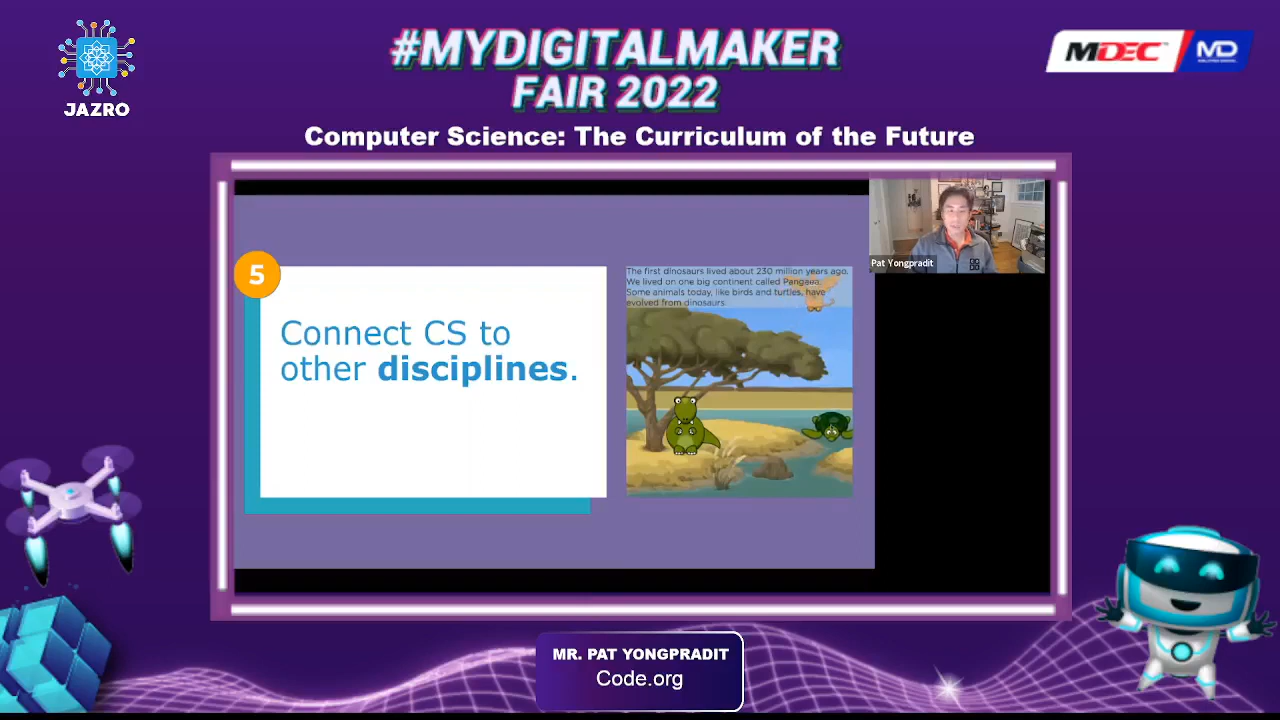 JAZRO
#MYDIGITALMAKER
FAIR 2022
MDEC
MD
Computer Science: The Curriculum of the Future
5
Connect CS to
other disciplines.
The first dinosaurs lived about 230 million years ago.
We lived on one big continent called Pangaea.
Some animals today, like birds and turtles, have
evolved from dinosaurs.
Pat Yongpradit
MR. PAT YONGPRADIT
Code.org